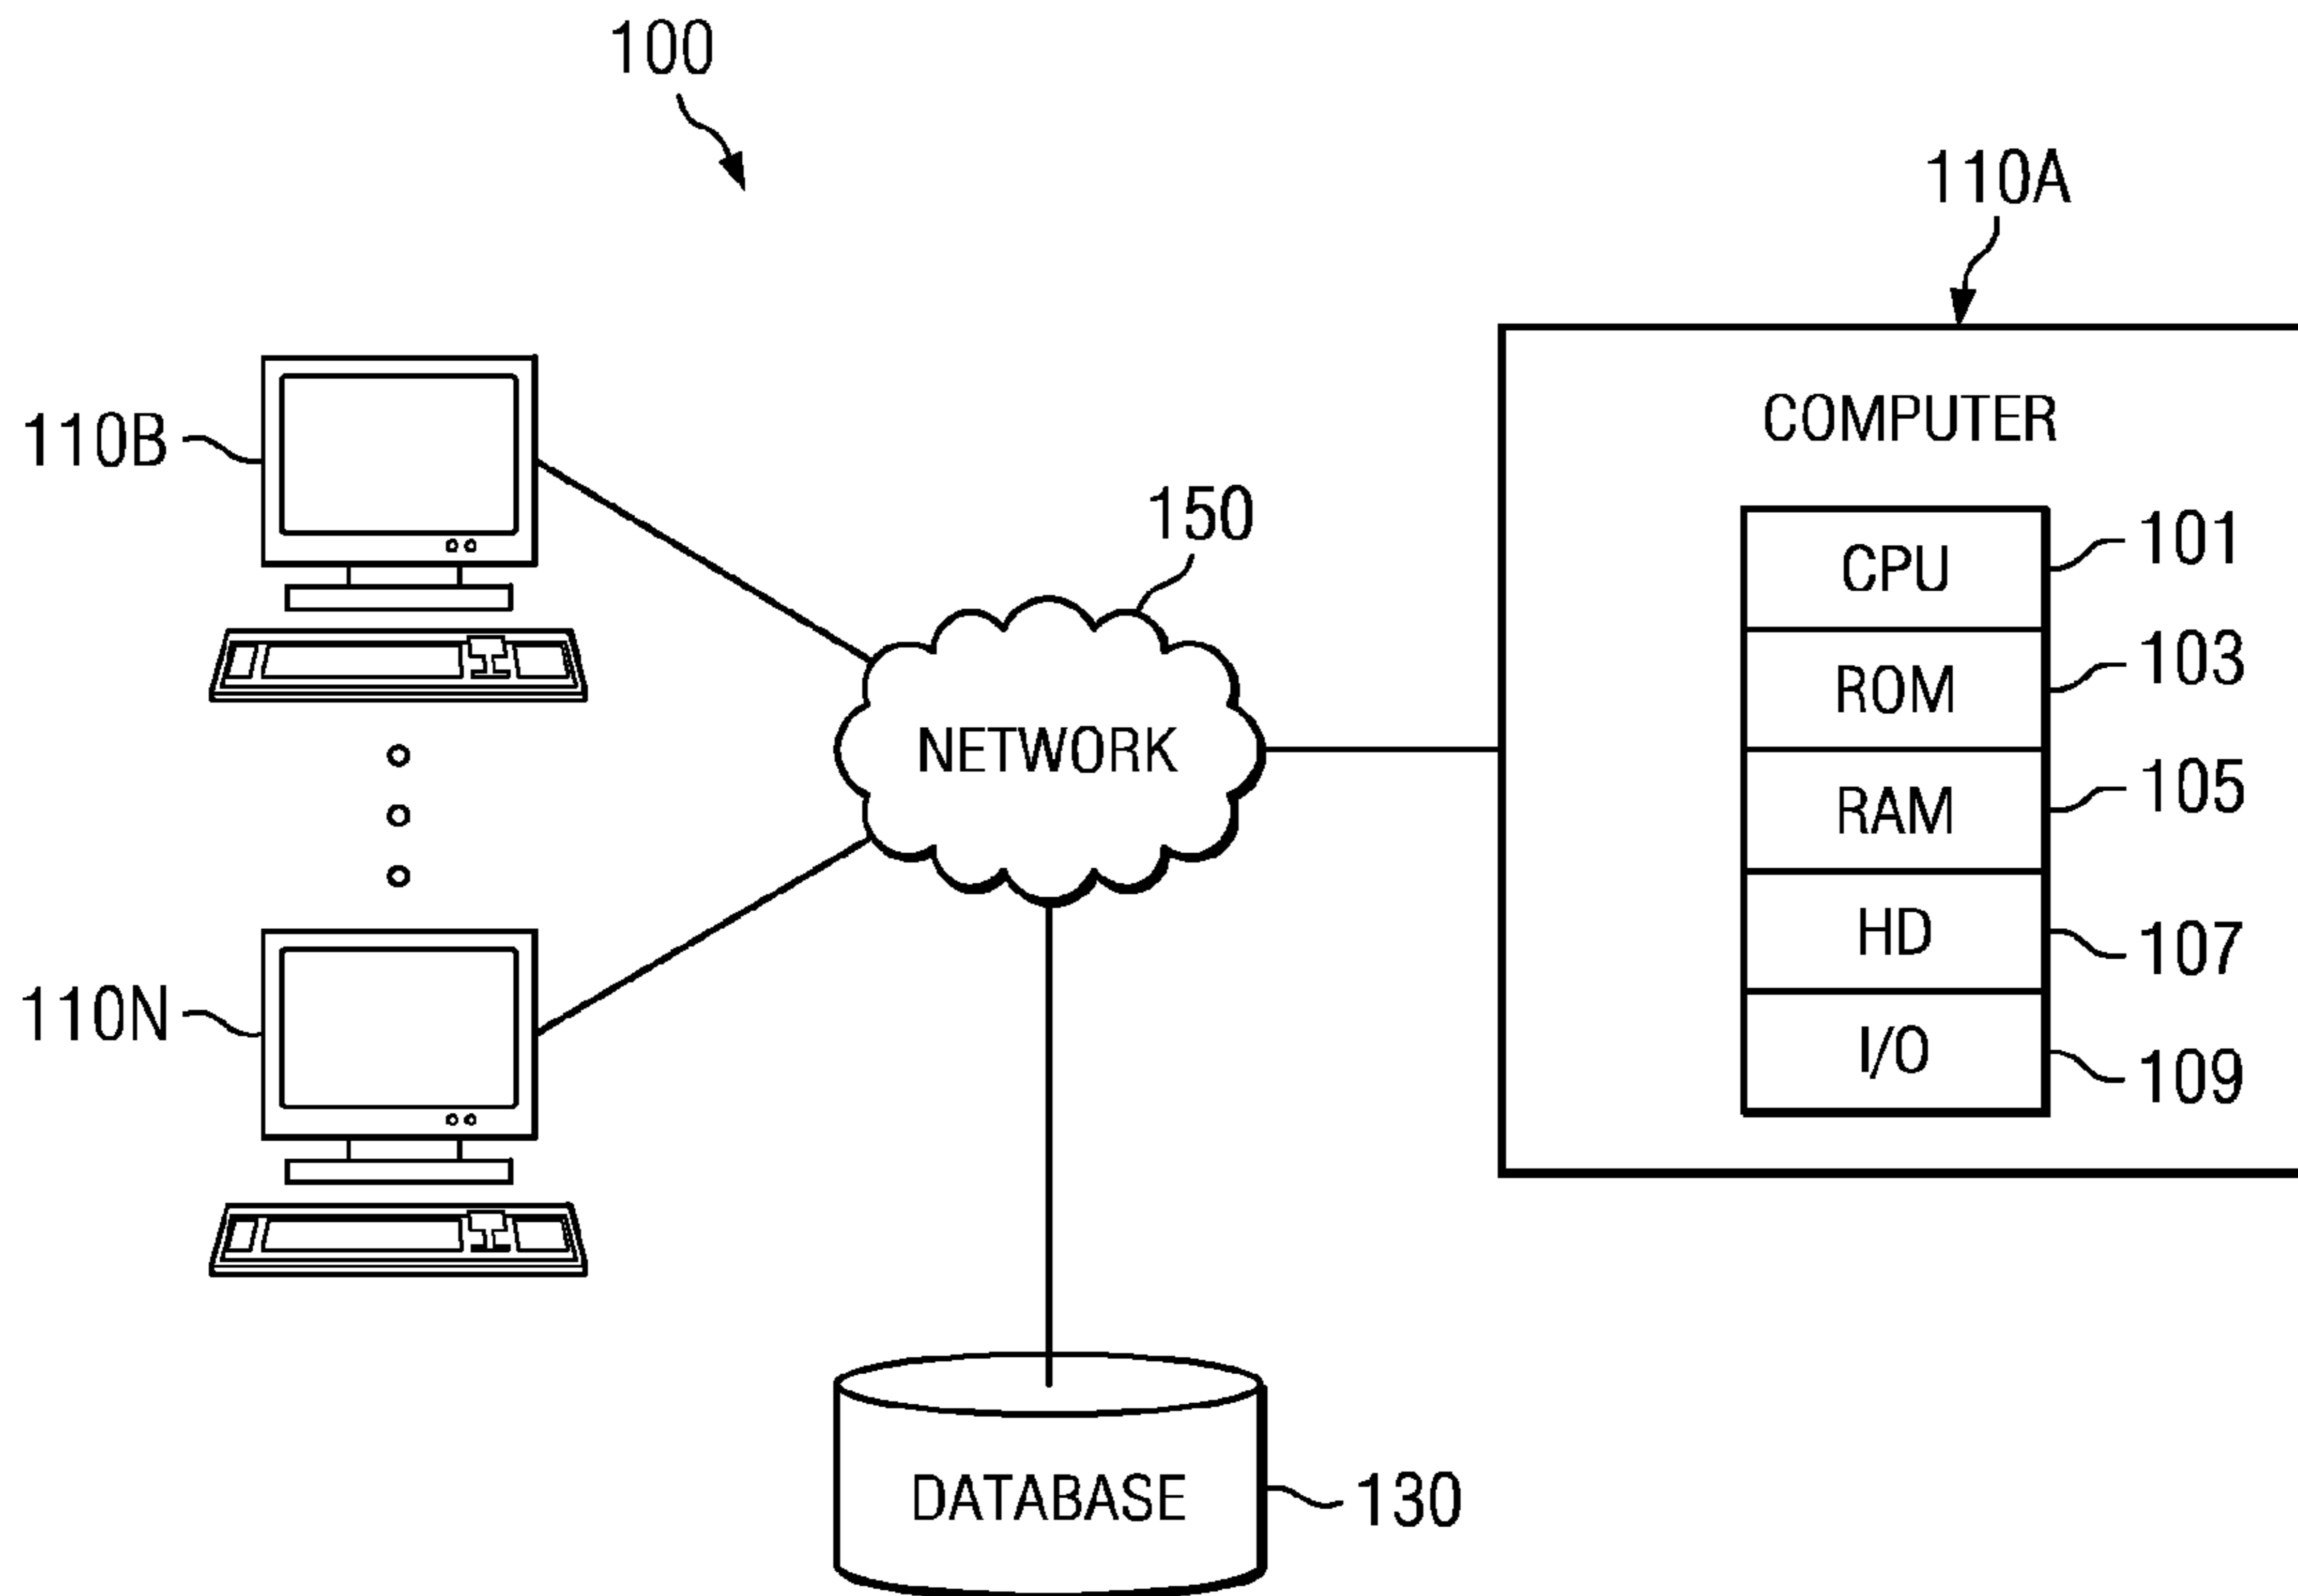 100
110A
COMPUTER
110B
150
CPU
101
ROM
103
NETWORK
RAM
105
HD
107
110N
I/O
109
DATABASE
130